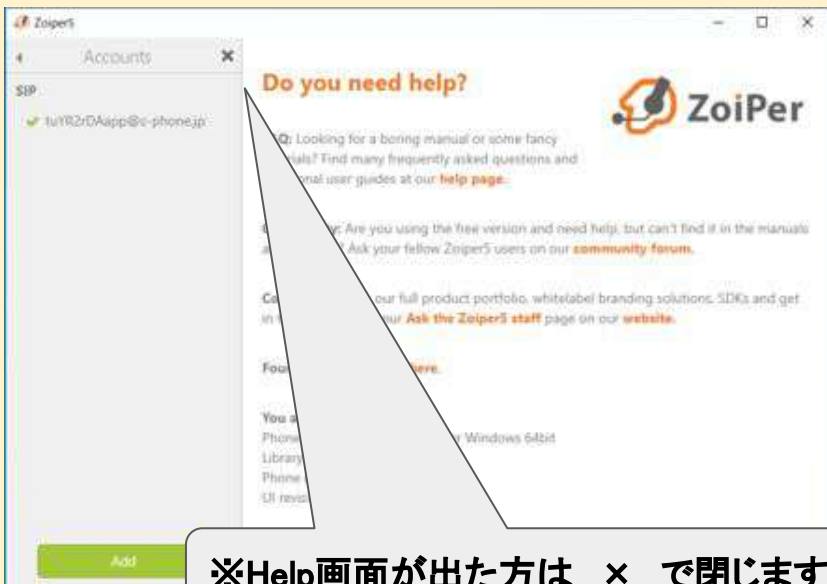 Zoiper5
Accounts
SIP
tuYR2rDAapp@c-phone.jp
Add
Do you need help?
ZoiPer
Looking for a boring manual or some fancy
Find many frequently asked questions and
user guides at our help page.
Are you using the free version and need help, but can't find it in the manuals
Ask your fellow Zoiper5 users on our community forum.
our full product portfolio, whitelabel branding solutions, SDKs and get
Ask the Zoiper5 staff page on our website.
here.
You
Windows 64bit
Library
Phone
UI
※Help画面が出た方は × で閉じます